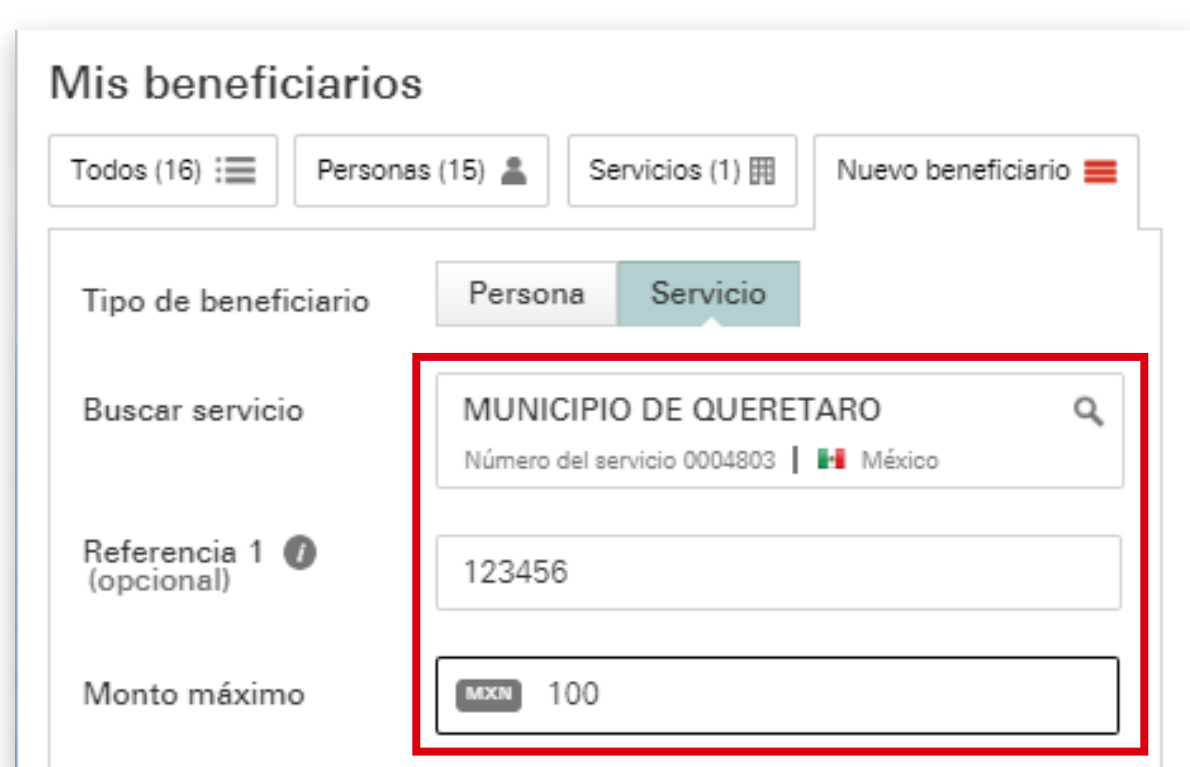 Mis beneficiarios
Todos (16) Personas (15) Servicios (1) Nuevo beneficiario
Tipo de beneficiario Persona Servicio
Buscar servicio MUNICIPIO DE QUERETARO
Número del servicio 0004803 | México
Referencia 1 i
(opcional) 123456
Monto máximo MXN 100